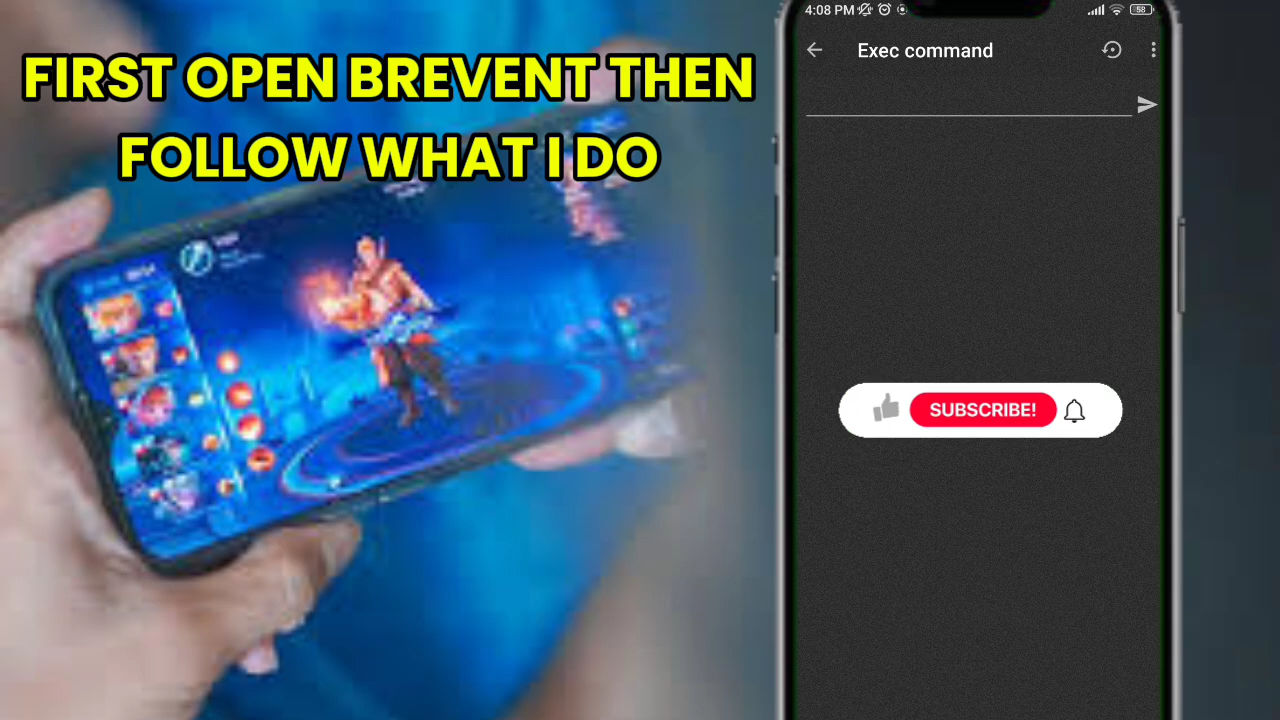 FIRST OPEN BREVENT THEN
FOLLOW WHAT I DO
4:08 PM
58
Exec command
SUBSCRIBE!